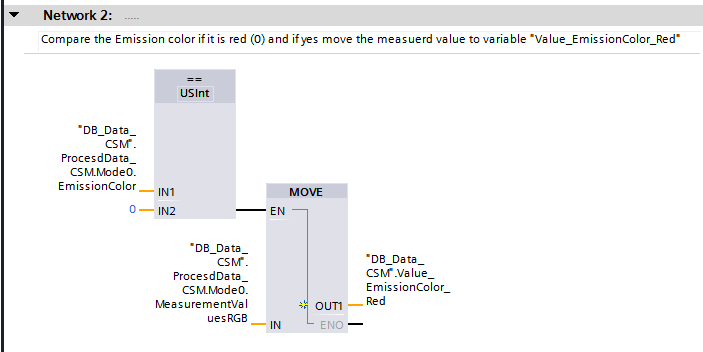 Network 2: .....
Compare the Emission color if it is red (0) and if yes move the measuerd value to variable "Value_EmissionColor_Red"
==
USInt
"DB_Data_
CSM".
ProcesdData_
CSM.Mode0.
EmissionColor
IN1
0
IN2
MOVE
EN
"DB_Data_
CSM".
ProcesdData_
CSM.Mode0.
MeasurementVal
uesRGB
IN
OUT1
ENO
"DB_Data_
CSM".Value_
EmissionColor_
Red